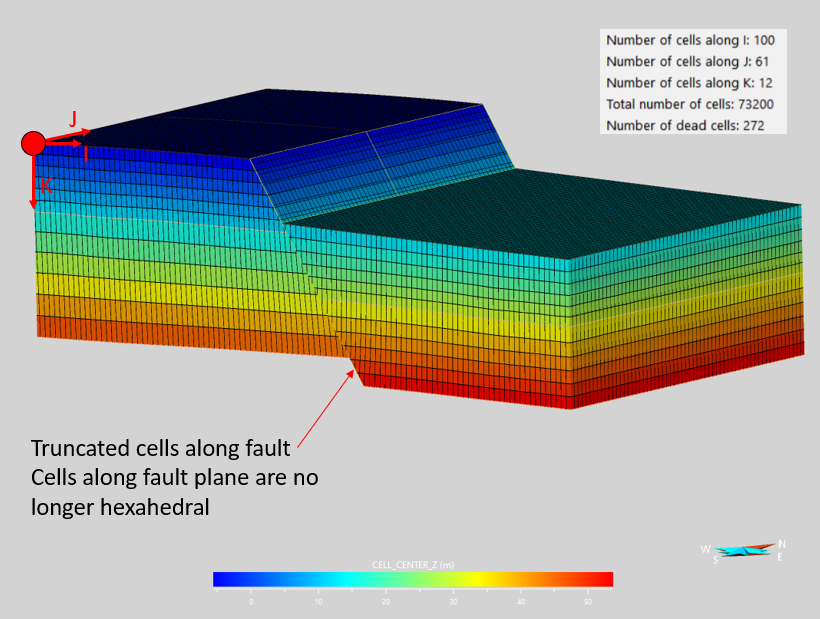 Number of cells along I: 100
Number of cells along J: 61
Number of cells along K: 12
Total number of cells: 73200
Number of dead cells: 272
J
I
K
Truncated cells along fault
Cells along fault plane are no
longer hexahedral
W N
S E
CELL_CENTER_Z (m)
0 10 20 30 40 50